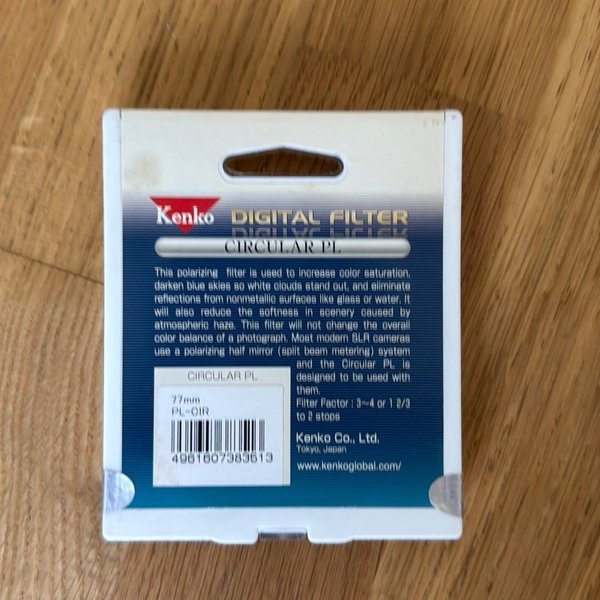 Kenko DIGITAL FILTER
CIRCULAR PL
This polarizing filter is used to increase color saturation,
darken blue skies so white clouds stand out, and eliminate
reflections from nonmetallic surfaces like glass or water. It
will also reduce the softness in scenery caused by
atmospheric haze. This filter will not change the overall
color balance of a photograph. Most modern SLR cameras
use a polarizing half mirror (split beam metering) system
and the Circular PL is
designed to be used with
them.
Filter Factor : 3~4 or 1 2/3
to 2 stops
CIRCULAR PL
77mm
PL-CIR
4961607383513
Kenko Co., Ltd.
Tokyo, Japan
www.kenkoglobal.com/